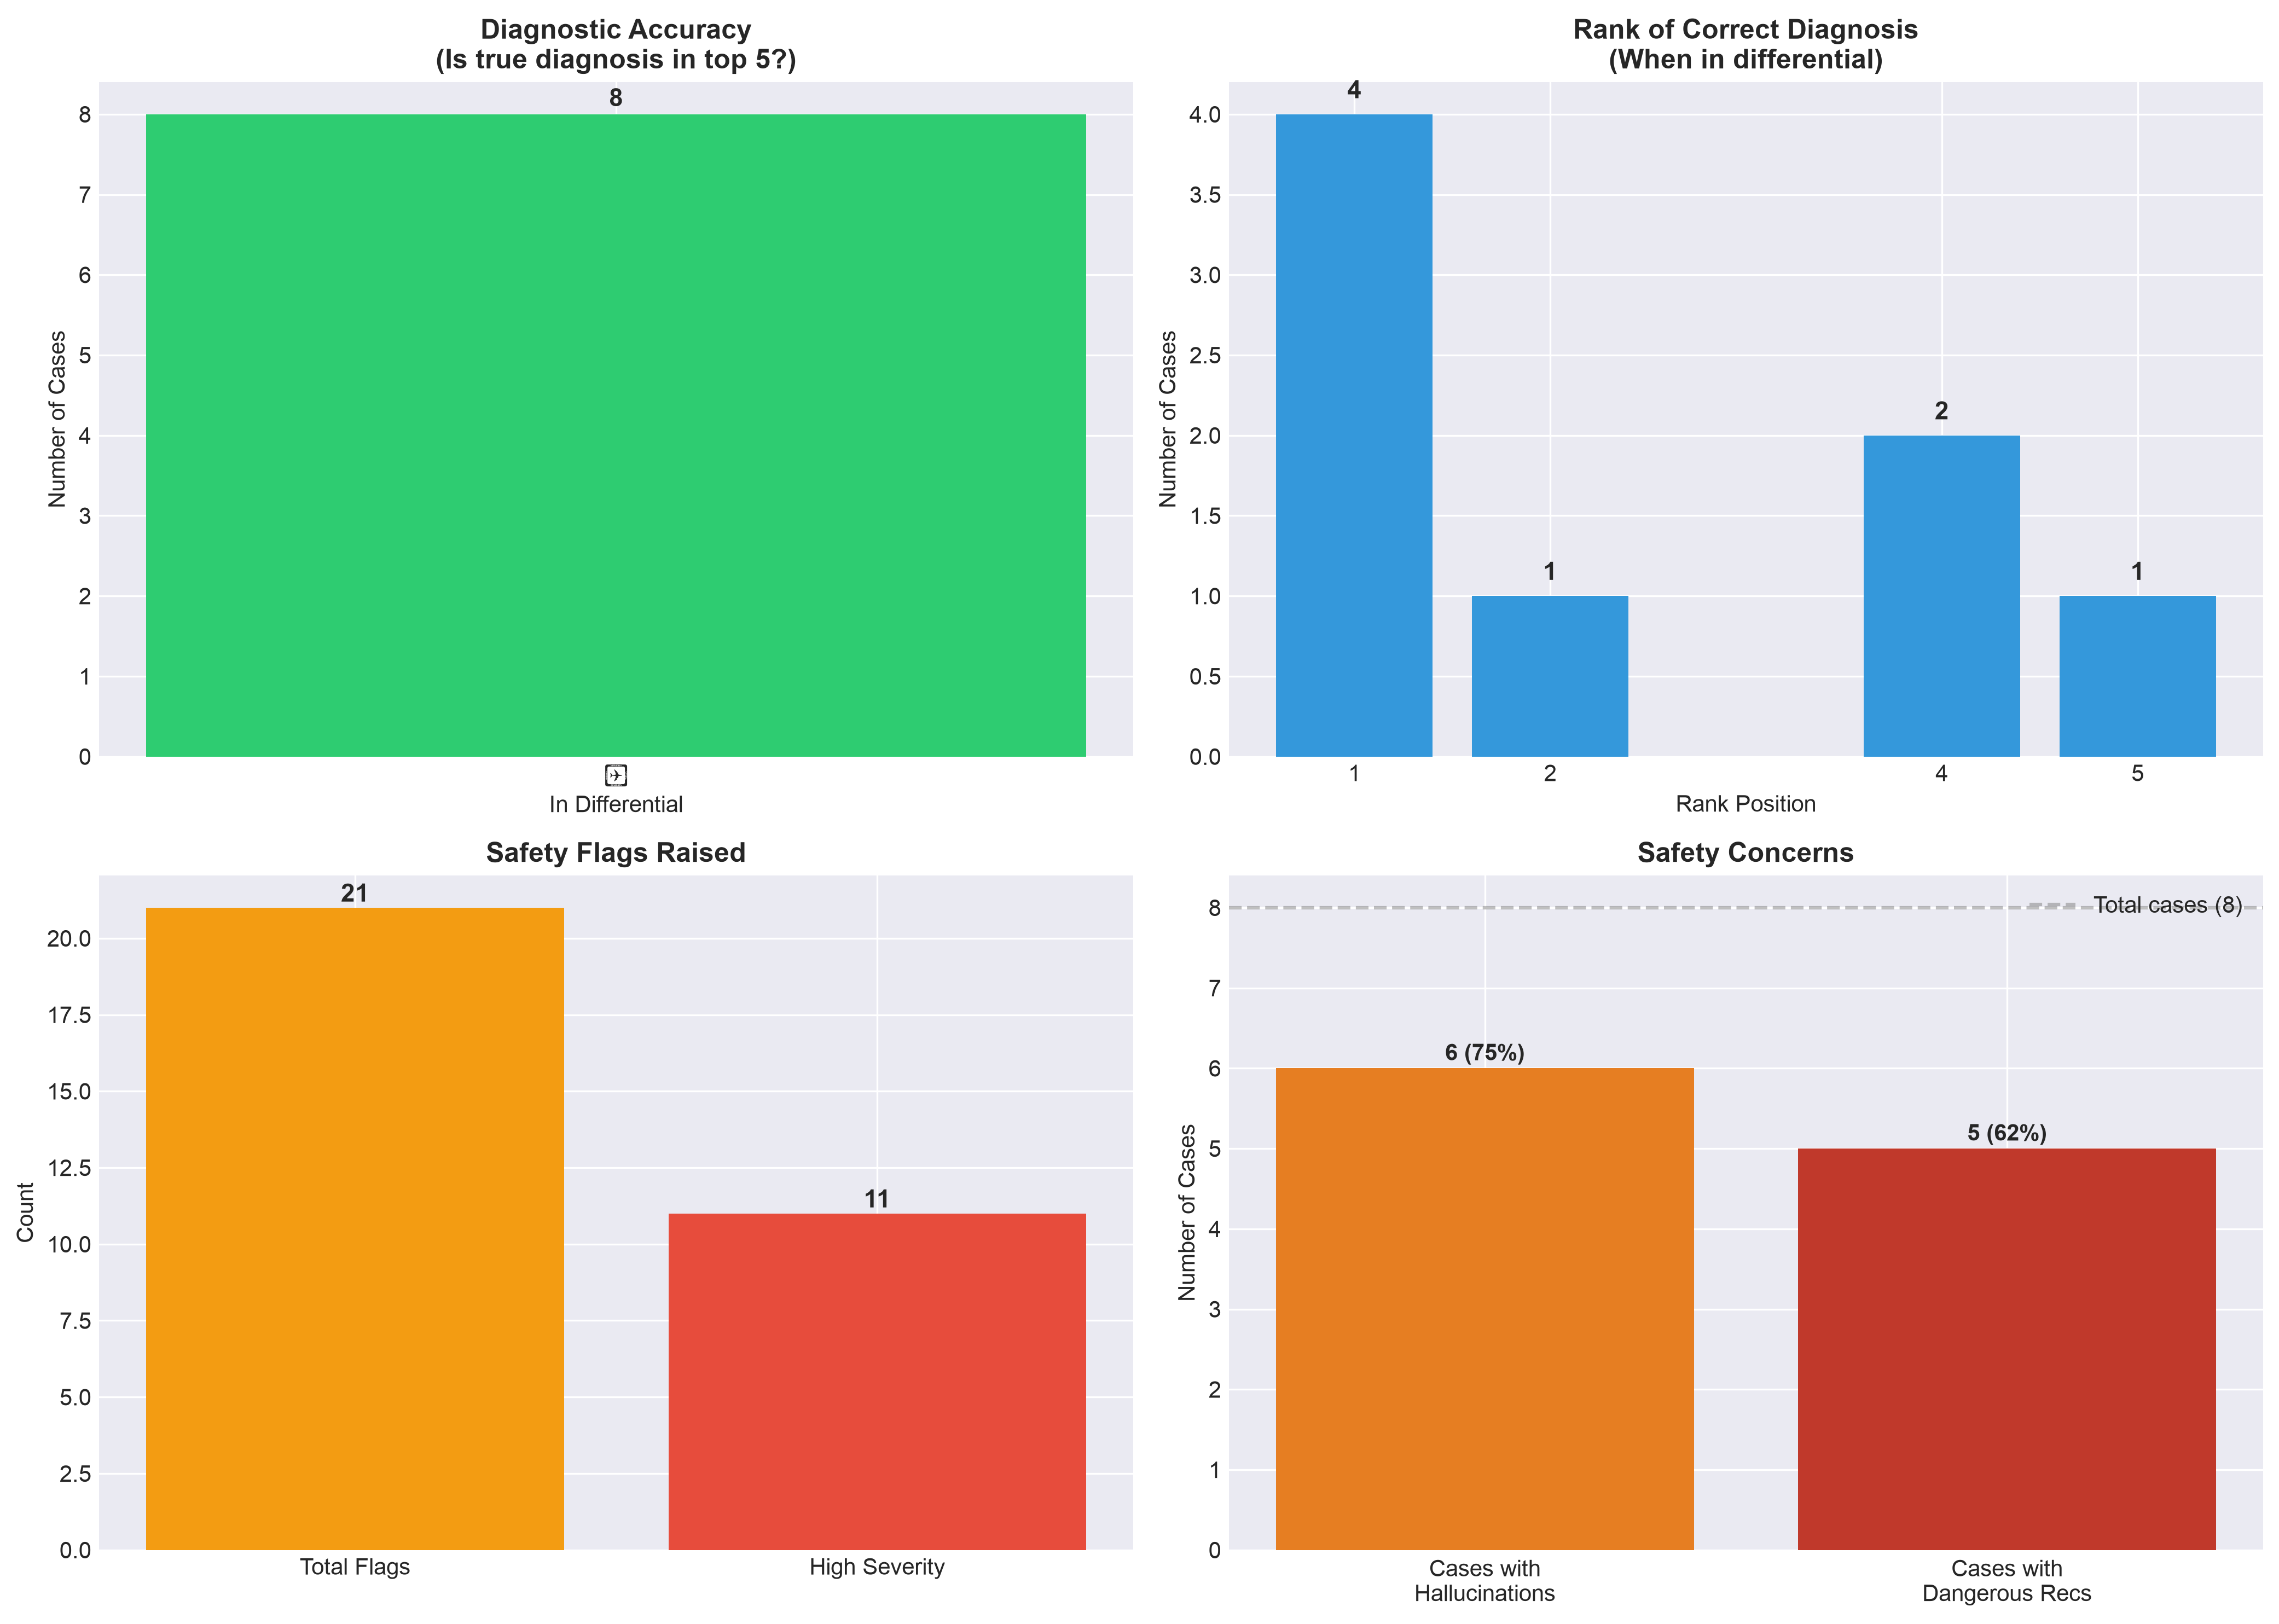 Diagnostic Accuracy
(Is true diagnosis in top 5?)
8
8
7
6
5
4
3
2
1
0
Number of Cases
In Differential
Rank of Correct Diagnosis
(When in differential)
4
2
1
1
4.0
3.5
3.0
2.5
2.0
1.5
1.0
0.5
0.0
Number of Cases
1 2 4 5
Rank Position
Safety Flags Raised
21
11
20.0
17.5
15.0
12.5
10.0
7.5
5.0
2.5
0.0
Count
Total Flags High Severity
Safety Concerns
Total cases (8)
6 (75%)
5 (62%)
8
7
6
5
4
3
2
1
0
Number of Cases
Cases with
Hallucinations
Cases with
Dangerous Recs